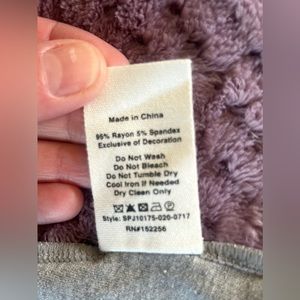 Made in China
95% Rayon 5% Spandex
Exclusive of Decoration
Do Not Wash
Do Not Bleach
Do Not Tumble Dry
Cool Iron if Needed
Dry Clean Only
Style: SPJ10175-020-0717
RN#152256